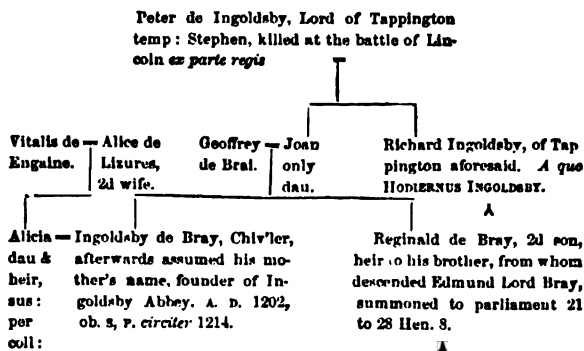 Peter de Ingoldsby, Lord of Tappington
temp: Stephen, killed at the battle of Lin-
coln ex parte regis
Vitalis de
Engaine.
Alice de
Lizures,
2d wife.
Geoffrey
de Brai.
Joan
only
dau.
Richard Ingoldsby, of Tap
pington aforesaid. A quo
HODIERNUS INGOLDSBY.
Alicia
dau &
heir,
sus:
per
coll:
Ingoldsby de Bray, Chiv'ler,
afterwards assumed his mo-
ther's name, founder of In-
goldsby Abbey. A. D. 1202,
ob. s, P. circiter 1214.
Reginald de Bray, 2d son,
heir to his brother, from whom
descended Edmund Lord Bray,
summoned to parliament 21
to 28 Hen. 8.